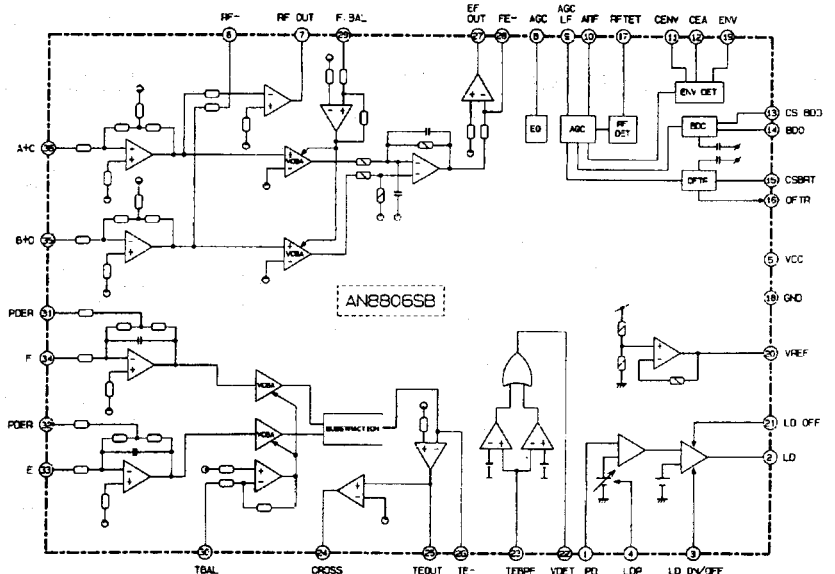 RF- RF OUT F. BAL EF OUT FE- AGC AGC LF ARF RFTET CENV CEA ENV
6 7 29 27 28 8 9 10 17 11 12 19
ENV DET
13 CS BDO
BDC
14 BDO
EQ AGC RF DET
A+C 36
VCBA
OFTR
15 CSBRT
16 OFTR
B+D 35
VCBA
5 VCC
AN8806SB
18 GND
PDER 31
F 34
20 VREF
VCBA
PDER 32
SUBSTRACTION
21 LD OFF
VCBA
E 33
2 LD
30 24 25 26 23 22 1 4 3
TBAL CROSS TEOUT TE- TEBPF VDET PD LDP LD ON/OFF